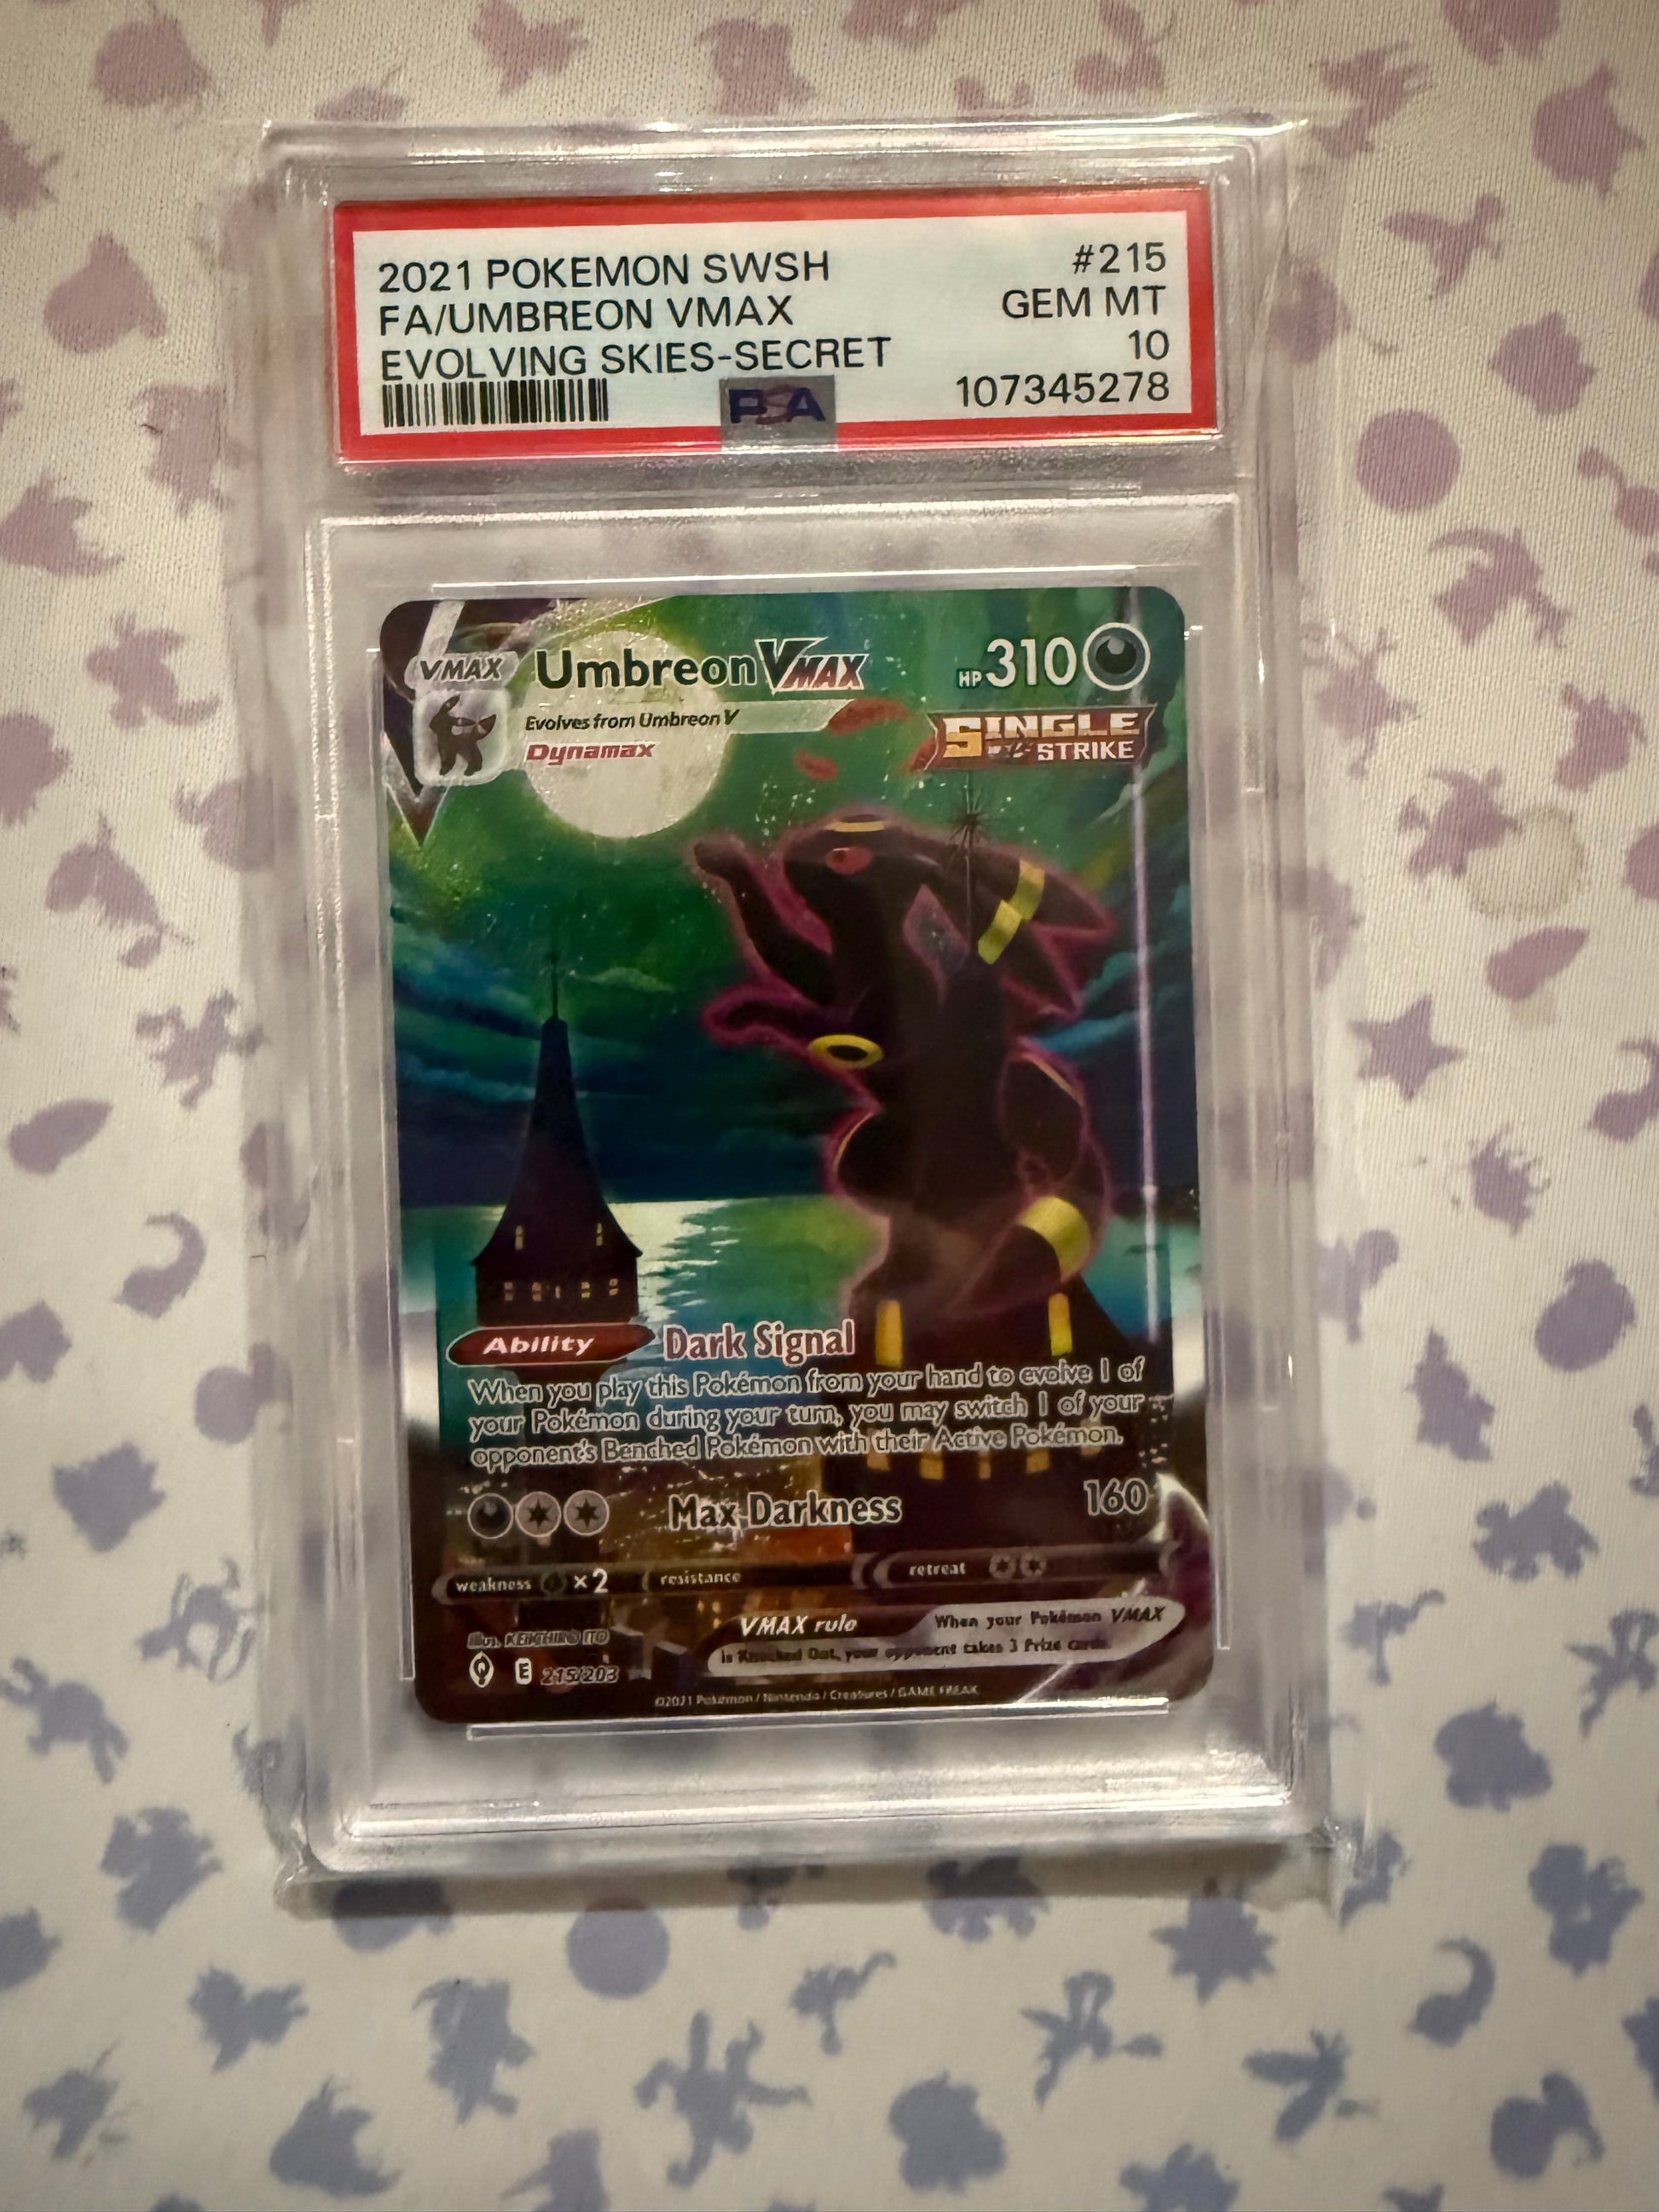 2021 POKEMON SWSH #215
FA/UMBREON VMAX GEM MT
EVOLVING SKIES-SECRET 10
PSA 107345278
VMAX Umbreon VMAX HP 310
Evolves from Umbreon V
Dynamax
SINGLE
STRIKE
Ability Dark Signal
When you play this Pokémon from your hand to evolve 1 of
your Pokémon during your turn, you may switch 1 of your
opponent's Benched Pokémon with their Active Pokémon.
Max Darkness 160
weakness ×2 resistance retreat
VMAX rule When your Pokémon VMAX
is Knocked Out, your opponent takes 3 Prize cards.
Illus. KEIICHIRO ITO
E 215/203
©2021 Pokémon / Nintendo / Creatures / GAME FREAK